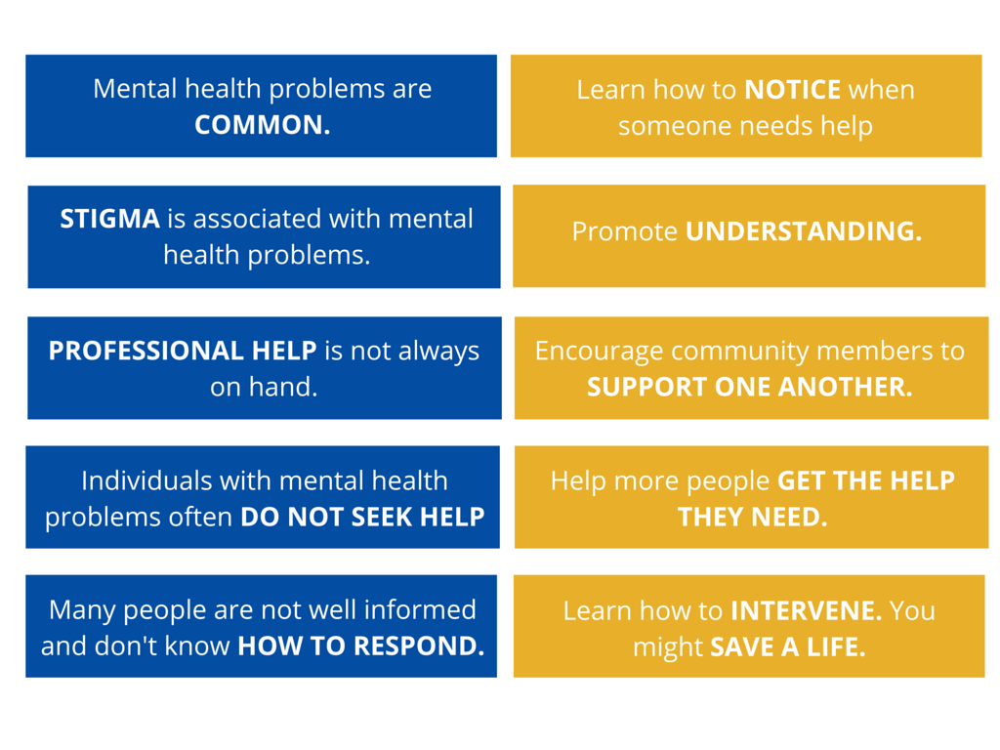 Mental health problems are
COMMON.
Learn how to NOTICE when
someone needs help
STIGMA is associated with mental
health problems.
Promote UNDERSTANDING.
PROFESSIONAL HELP is not always
on hand.
Encourage community members to
SUPPORT ONE ANOTHER.
Individuals with mental health
problems often DO NOT SEEK HELP
Help more people GET THE HELP
THEY NEED.
Many people are not well informed
and don't know HOW TO RESPOND.
Learn how to INTERVENE. You
might SAVE A LIFE.